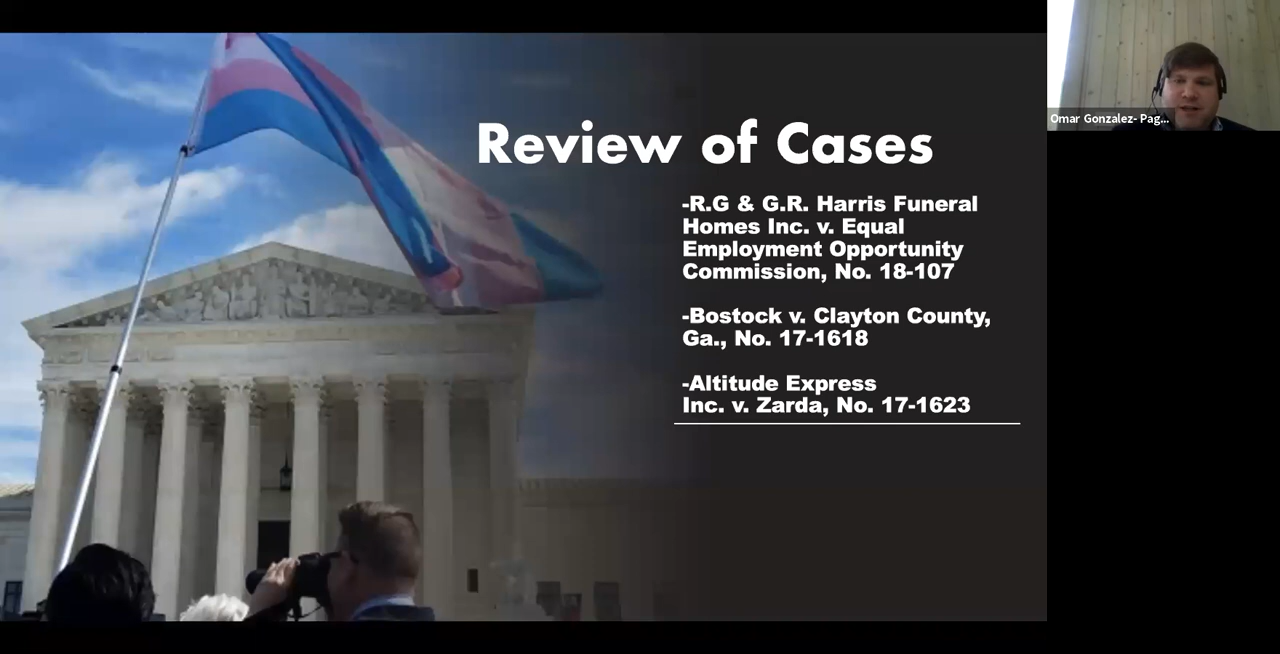 Review of Cases
-R.G & G.R. Harris Funeral
Homes Inc. v. Equal
Employment Opportunity
Commission, No. 18-107
-Bostock v. Clayton County,
Ga., No. 17-1618
-Altitude Express
Inc. v. Zarda, No. 17-1623
Omar Gonzalez- Pag...